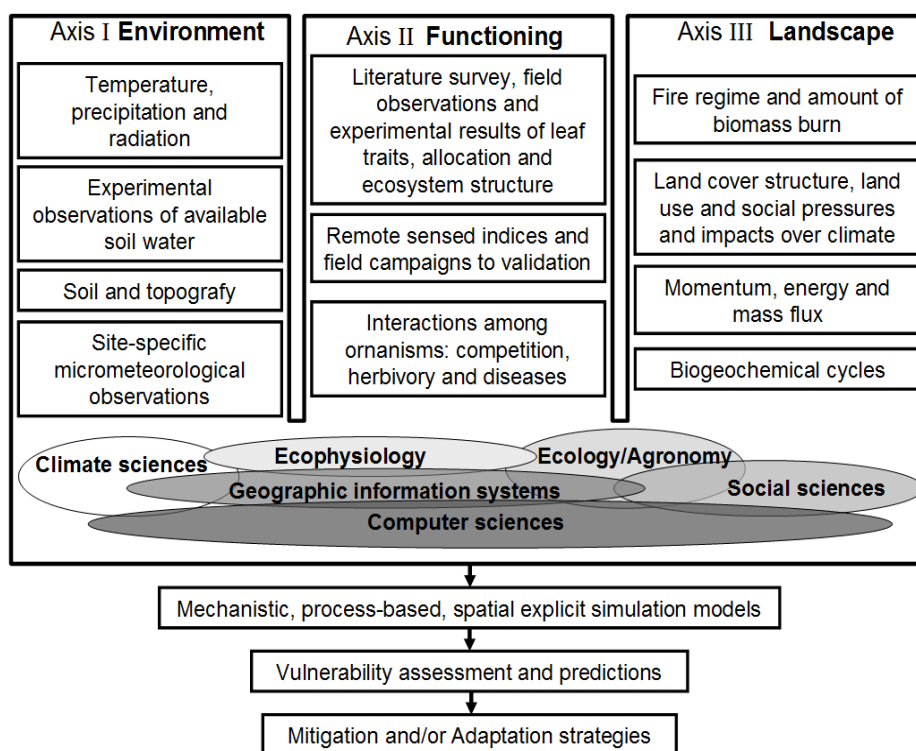 Axis I Environment
Temperature,
precipitation and
radiation
Experimental
observations of available
soil water
Soil and topografy
Site-specific
micrometeorological
observations
Axis II Functioning
Literature survey, field
observations and
experimental results of leaf
traits, allocation and
ecosystem structure
Remote sensed indices and
field campaigns to validation
Interactions among
ornanisms: competition,
herbivory and diseases
Axis III Landscape
Fire regime and amount of
biomass burn
Land cover structure, land
use and social pressures
and impacts over climate
Momentum, energy and
mass flux
Biogeochemical cycles
Climate sciences
Ecophysiology
Ecology/Agronomy
Geographic information systems
Social sciences
Computer sciences
Mechanistic, process-based, spatial explicit simulation models
Vulnerability assessment and predictions
Mitigation and/or Adaptation strategies